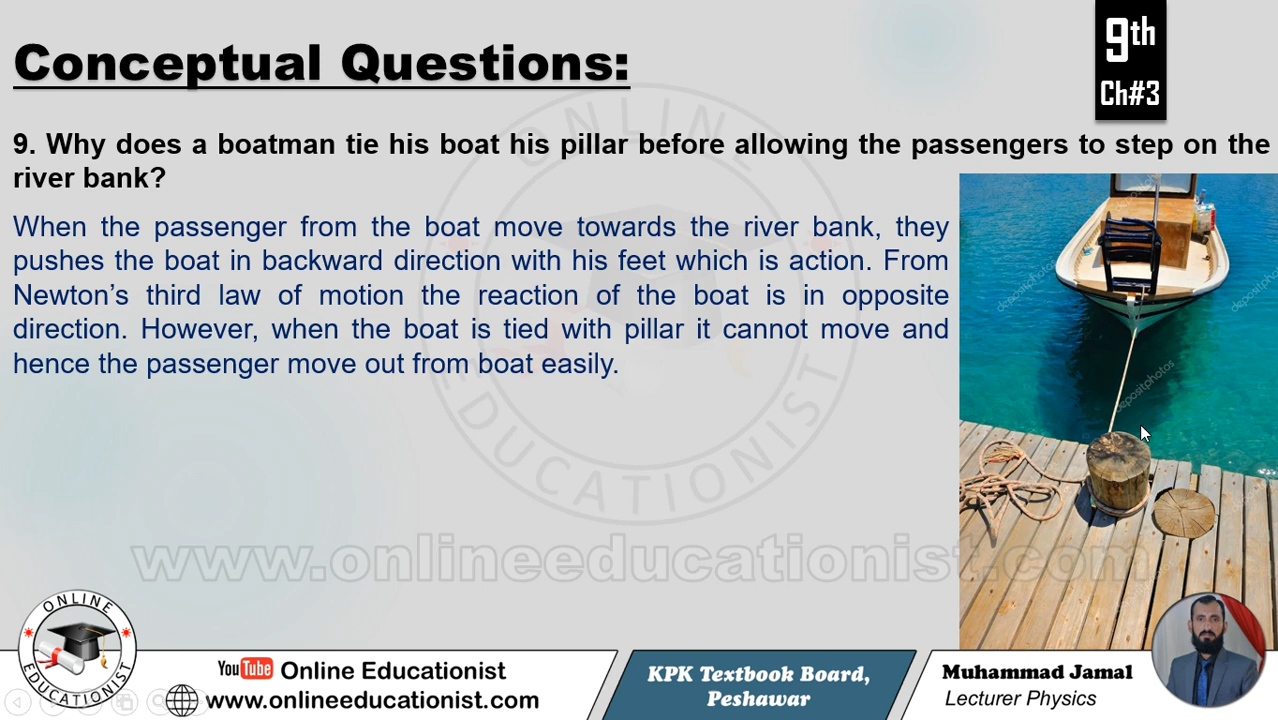 Conceptual Questions:
9th
Ch#3
9. Why does a boatman tie his boat his pillar before allowing the passengers to step on the
river bank?
When the passenger from the boat move towards the river bank, they
pushes the boat in backward direction with his feet which is action. From
Newton’s third law of motion the reaction of the boat is in opposite
direction. However, when the boat is tied with pillar it cannot move and
hence the passenger move out from boat easily.
ONLINE
EDUCATIONIST
www.onlineeducationist.com
depositphotos
depositphotos
depositphotos
ONLINE
EDUCATIONIST
YouTube Online Educationist
www.onlineeducationist.com
KPK Textbook Board,
Peshawar
Muhammad Jamal
Lecturer Physics